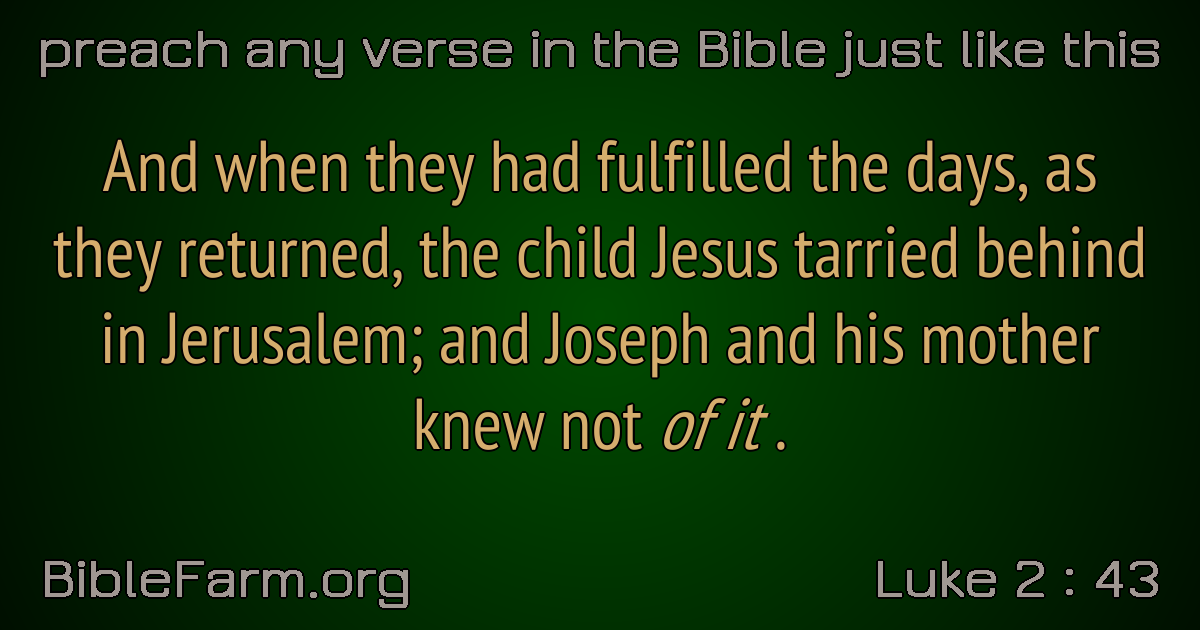 preach any verse in the Bible just like this
And when they had fulfilled the days, as
they returned, the child Jesus tarried behind
in Jerusalem; and Joseph and his mother
knew not of it .
BibleFarm.org
Luke 2 : 43